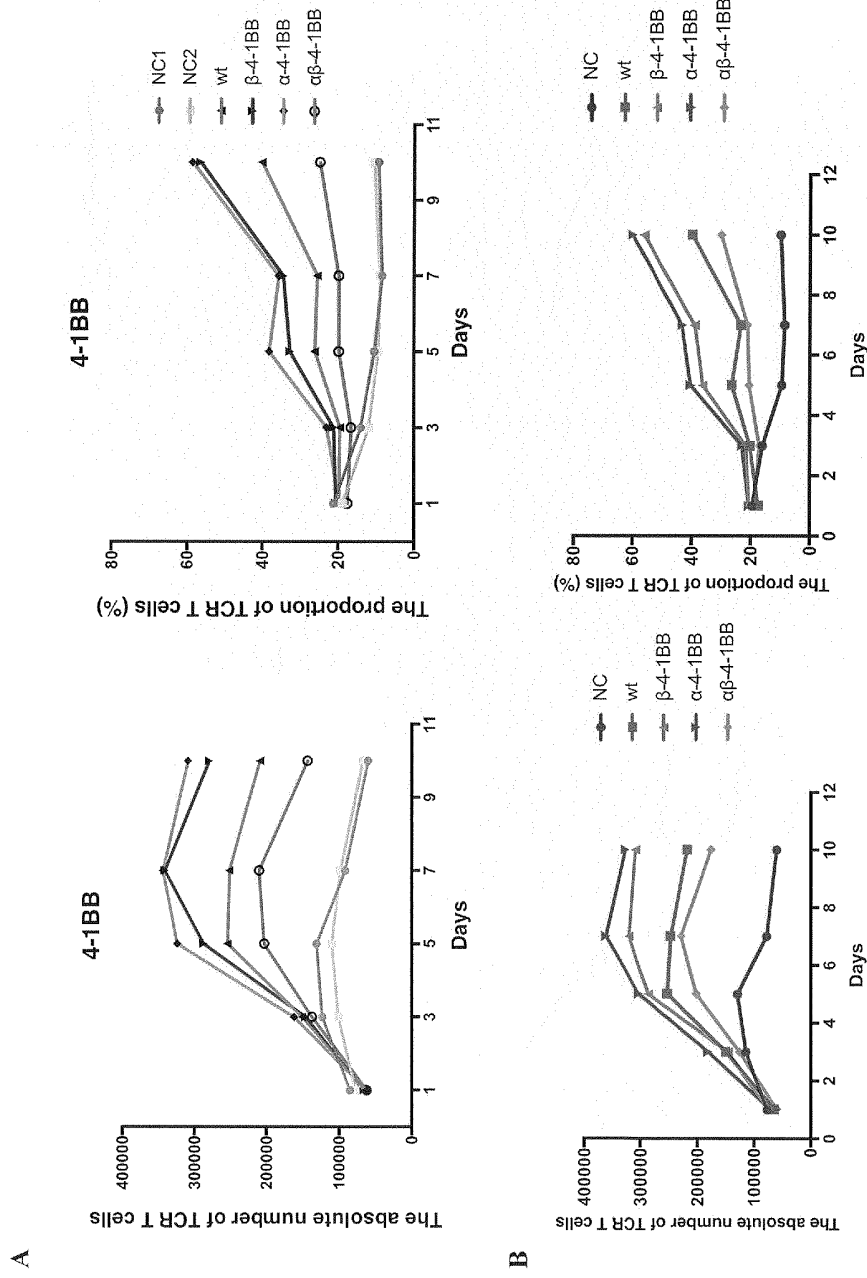 A
4-1BB
The absolute number of TCR T cells
400000
300000
200000
100000
0
1
3
5
7
9
11
Days
4-1BB
The proportion of TCR T cells (%)
80
60
40
20
0
1
3
5
7
9
11
Days
NC1
NC2
wt
β-4-1BB
α-4-1BB
αβ-4-1BB
B
The absolute number of TCR T cells
400000
300000
200000
100000
0
0
2
4
6
8
10
12
Days
NC
wt
β-4-1BB
α-4-1BB
αβ-4-1BB
The proportion of TCR T cells (%)
80
60
40
20
0
0
2
4
6
8
10
12
Days
NC
wt
β-4-1BB
α-4-1BB
αβ-4-1BB